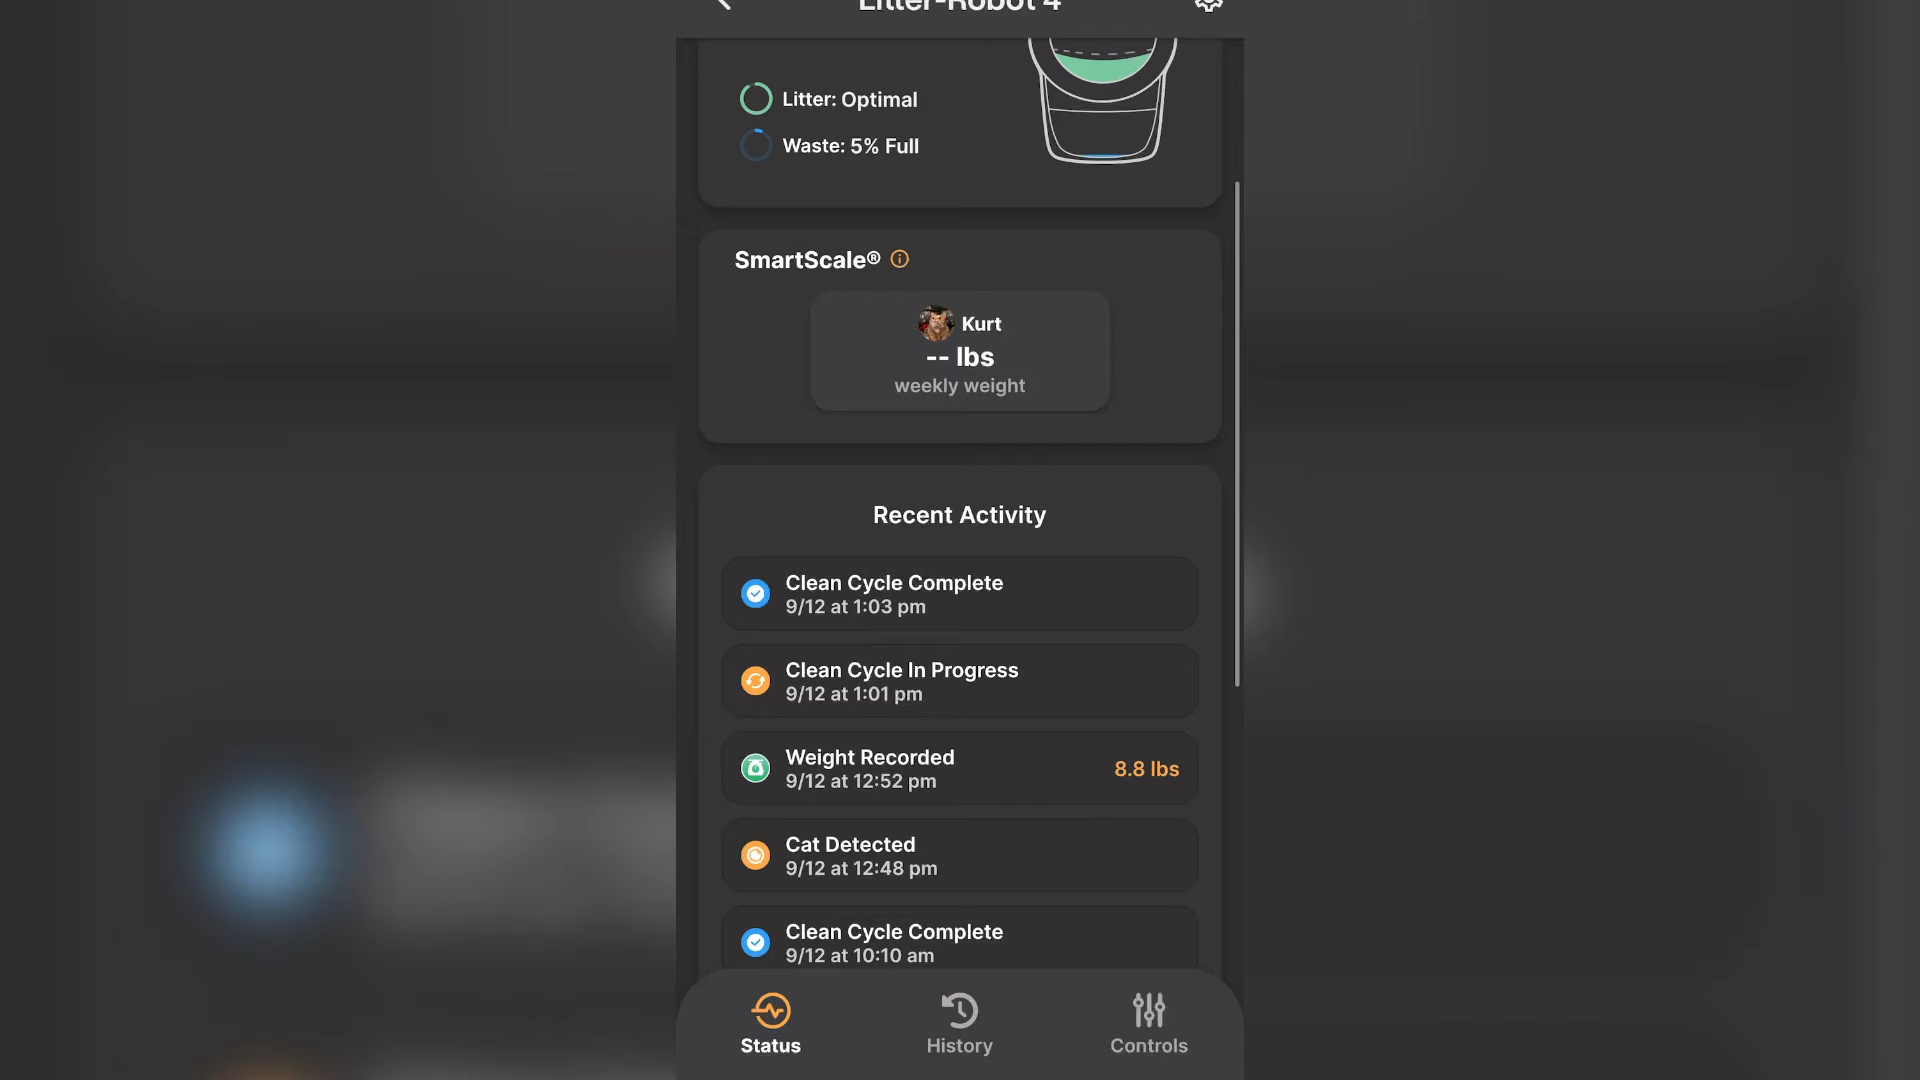 Litter-Robot 4
Litter: Optimal
Waste: 5% Full
SmartScale®
Kurt
-- lbs
weekly weight
Recent Activity
Clean Cycle Complete
9/12 at 1:03 pm
Clean Cycle In Progress
9/12 at 1:01 pm
Weight Recorded
9/12 at 12:52 pm
8.8 lbs
Cat Detected
9/12 at 12:48 pm
Clean Cycle Complete
9/12 at 10:10 am
Status
History
Controls